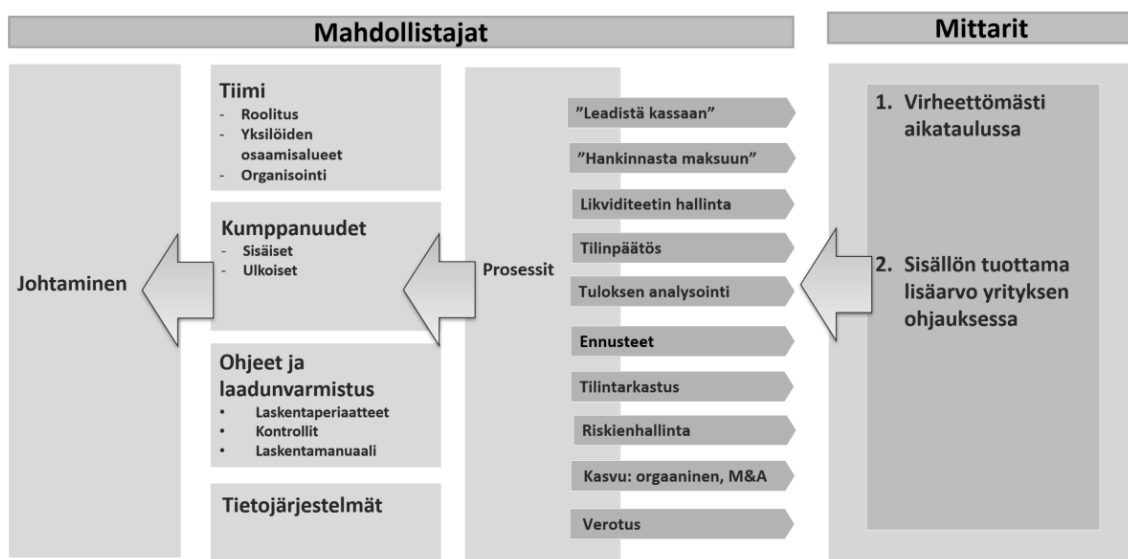 Mahdollistajat
Mittarit
Johtaminen
Tiimi
- Roolitus
- Yksilöiden
osaamisalueet
- Organisointi
Kumppanuudet
- Sisäiset
- Ulkoiset
Ohjeet ja
laadunvarmistus
• Laskentaperiaatteet
• Kontrollit
• Laskentamanuaali
Tietojärjestelmät
Prosessit
”Leadistä kassaan”
”Hankinnasta maksuun”
Likviditeetin hallinta
Tilinpäätös
Tuloksen analysointi
Ennusteet
Tilintarkastus
Riskienhallinta
Kasvu: orgaaninen, M&A
Verotus
1. Virheettömästi
aikataulussa
2. Sisällön tuottama
lisäarvo yrityksen
ohjauksessa